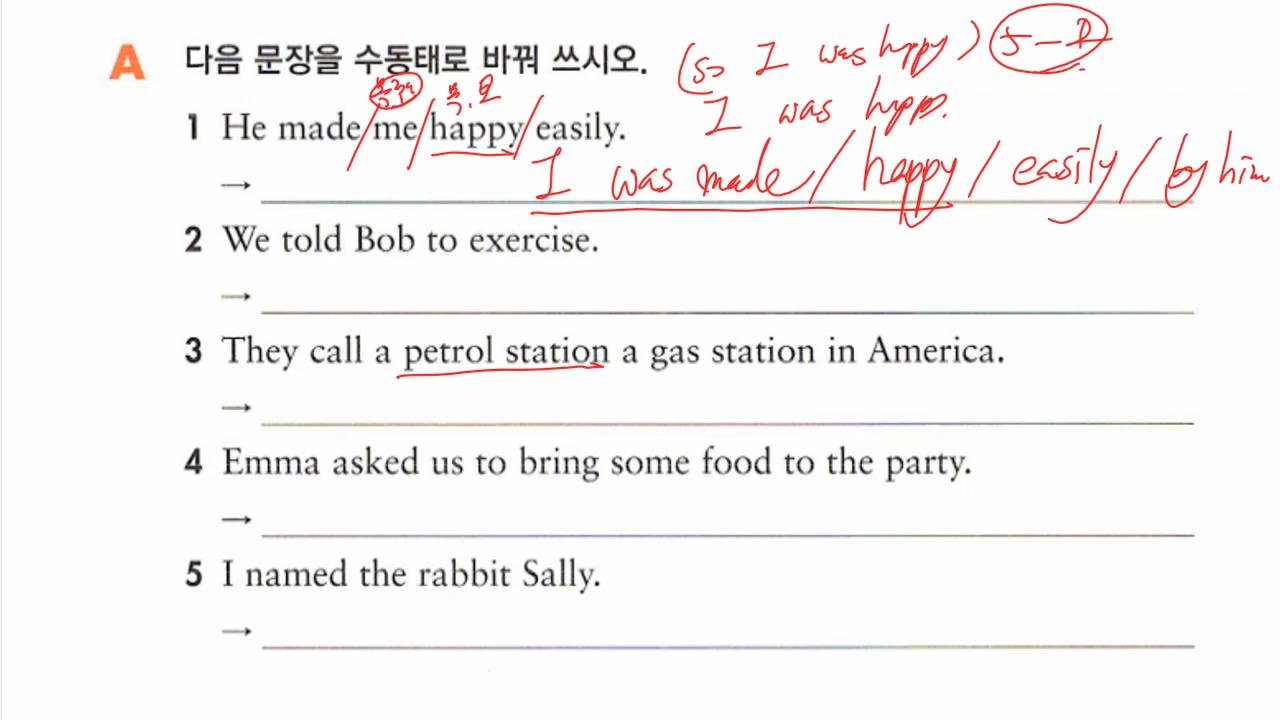 A 다음 문장을 수동태로 바꿔 쓰시오. (so I was happy) 5-
목.보
1 He made/me/happy/easily. I was happy.
→ I was made/happy/easily/by him
2 We told Bob to exercise.
→
3 They call a petrol station a gas station in America.
→
4 Emma asked us to bring some food to the party.
→
5 I named the rabbit Sally.
→